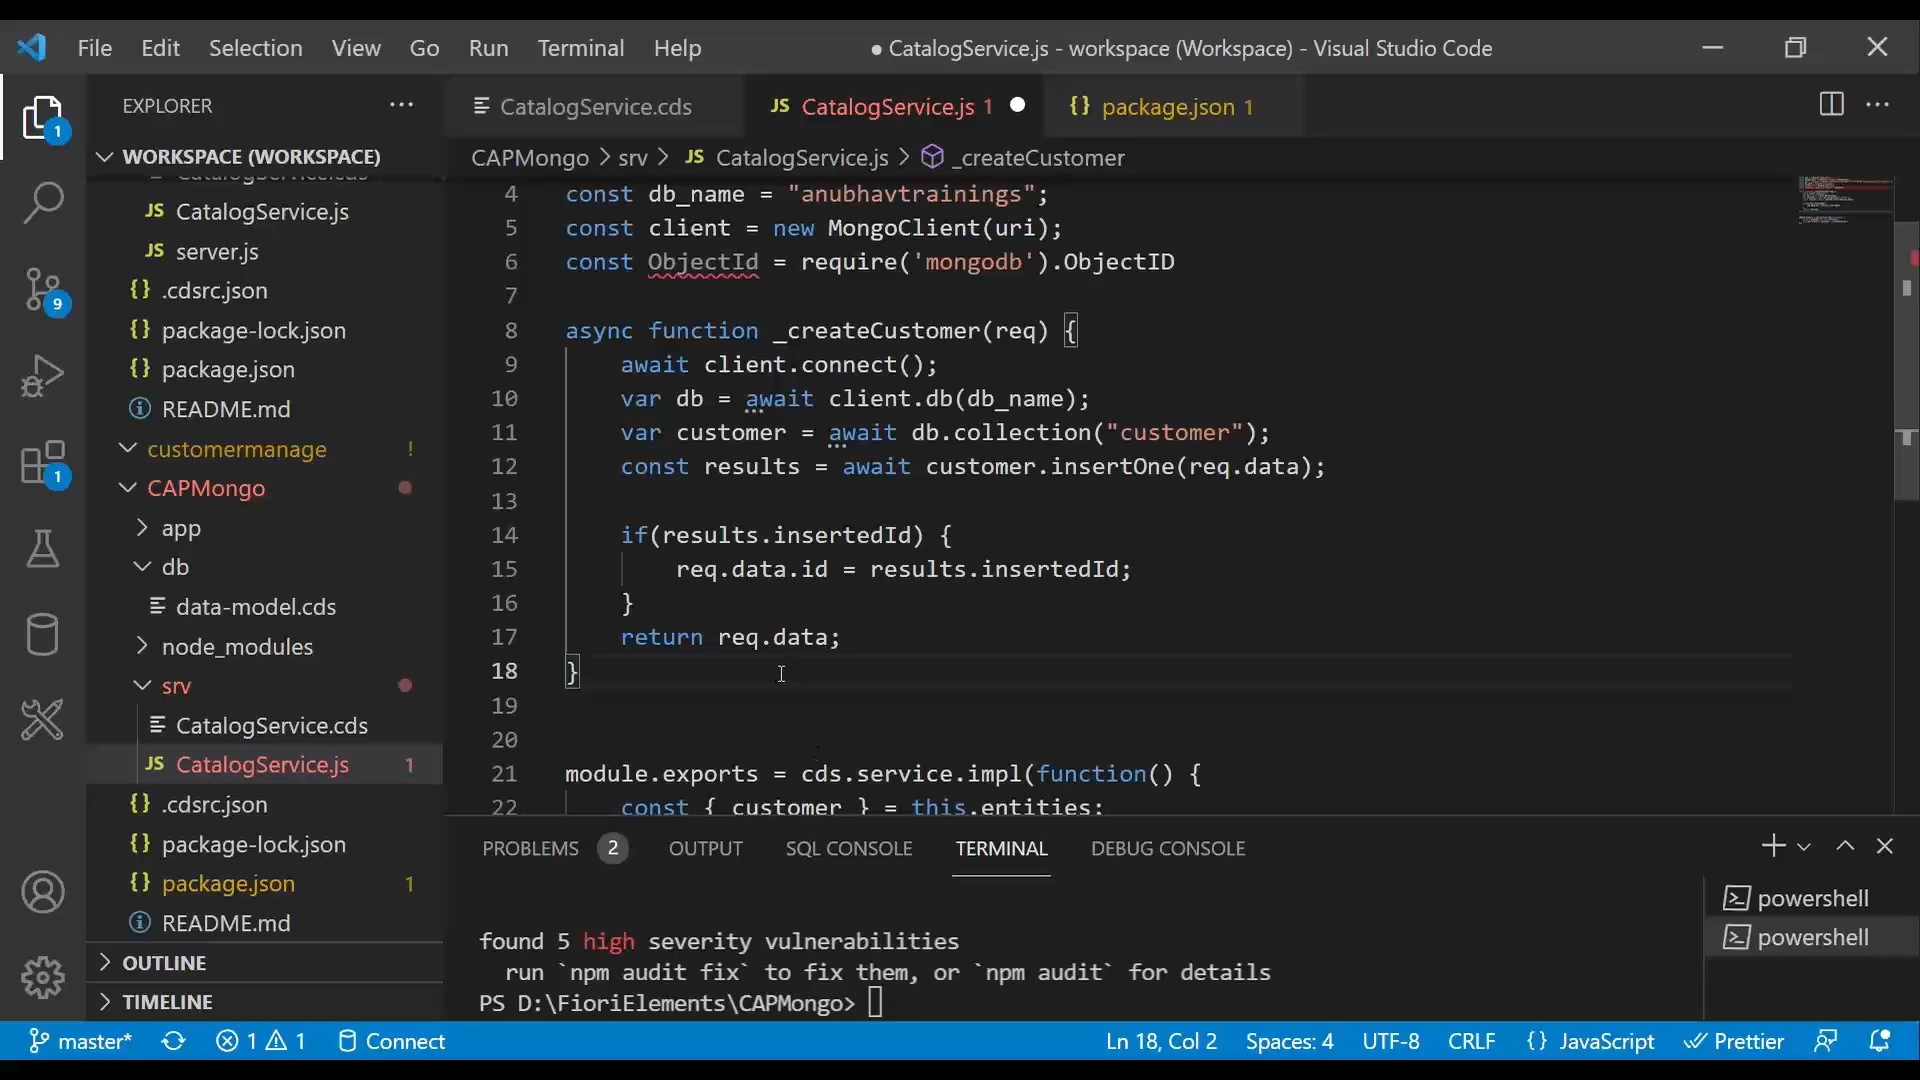 File Edit Selection View Go Run Terminal Help ● CatalogService.js - workspace (Workspace) - Visual Studio Code
EXPLORER ...
CatalogService.cds JS CatalogService.js 1 {} package.json 1
WORKSPACE (WORKSPACE)
CAPMongo > srv > JS CatalogService.js > _createCustomer
CatalogService.cds
JS CatalogService.js
JS server.js
{} .cdsrc.json
{} package-lock.json
{} package.json
README.md
customermanage !
CAPMongo
app
db
data-model.cds
node_modules
srv
CatalogService.cds
JS CatalogService.js 1
{} .cdsrc.json
{} package-lock.json
{} package.json 1
README.md
OUTLINE
TIMELINE
1
9
1
4 const db_name = "anubhavtrainings";
5 const client = new MongoClient(uri);
6 const ObjectId = require('mongodb').ObjectID
7
8 async function _createCustomer(req) {
9 await client.connect();
10 var db = await client.db(db_name);
11 var customer = await db.collection("customer");
12 const results = await customer.insertOne(req.data);
13
14 if(results.insertedId) {
15 req.data.id = results.insertedId;
16 }
17 return req.data;
18 }
19
20
21 module.exports = cds.service.impl(function() {
22 const { customer } = this.entities;
PROBLEMS 2 OUTPUT SQL CONSOLE TERMINAL DEBUG CONSOLE
found 5 high severity vulnerabilities
run `npm audit fix` to fix them, or `npm audit` for details
PS D:\FioriElements\CAPMongo>
powershell
powershell
master* 1 1 Connect Ln 18, Col 2 Spaces: 4 UTF-8 CRLF {} JavaScript Prettier